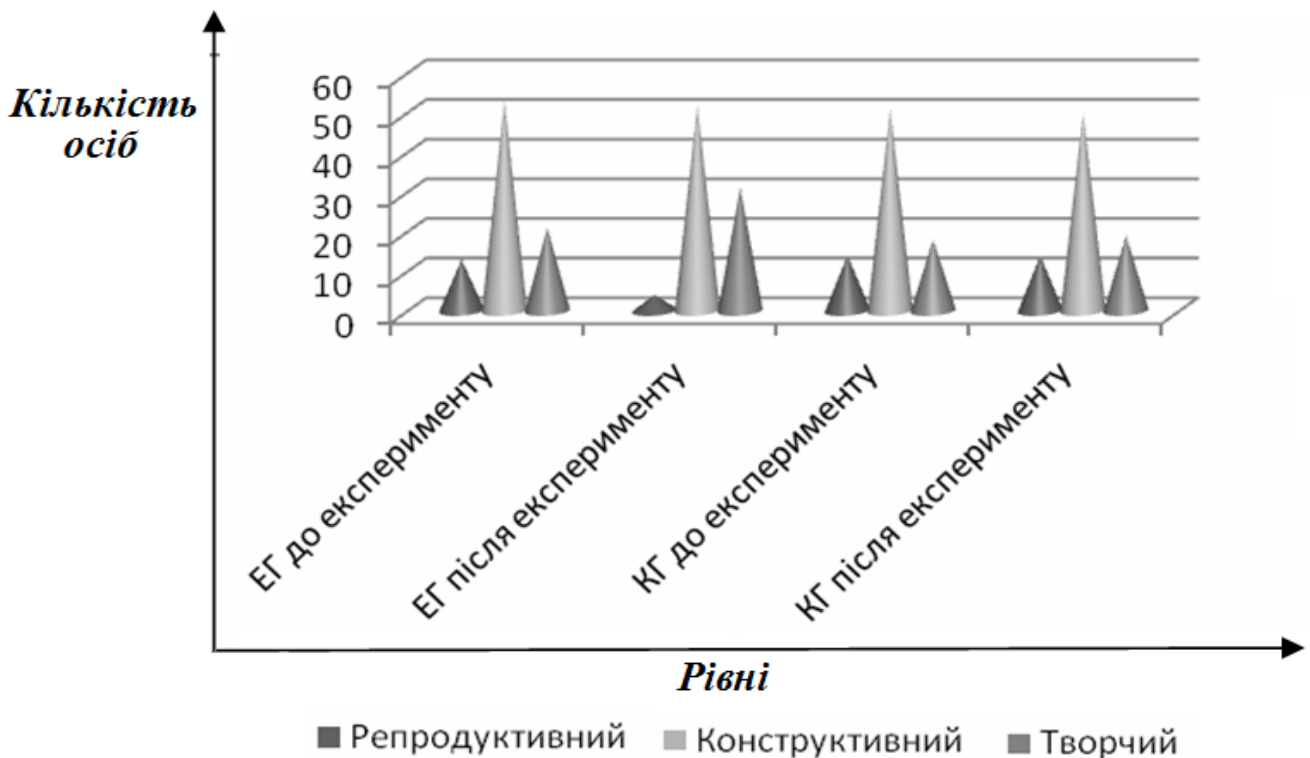 Кількість
осіб
60
50
40
30
20
10
0
ЕГ до експерименту
ЕГ після експерименту
КГ до експерименту
КГ після експерименту
Рівні
Репродуктивний Конструктивний Творчий